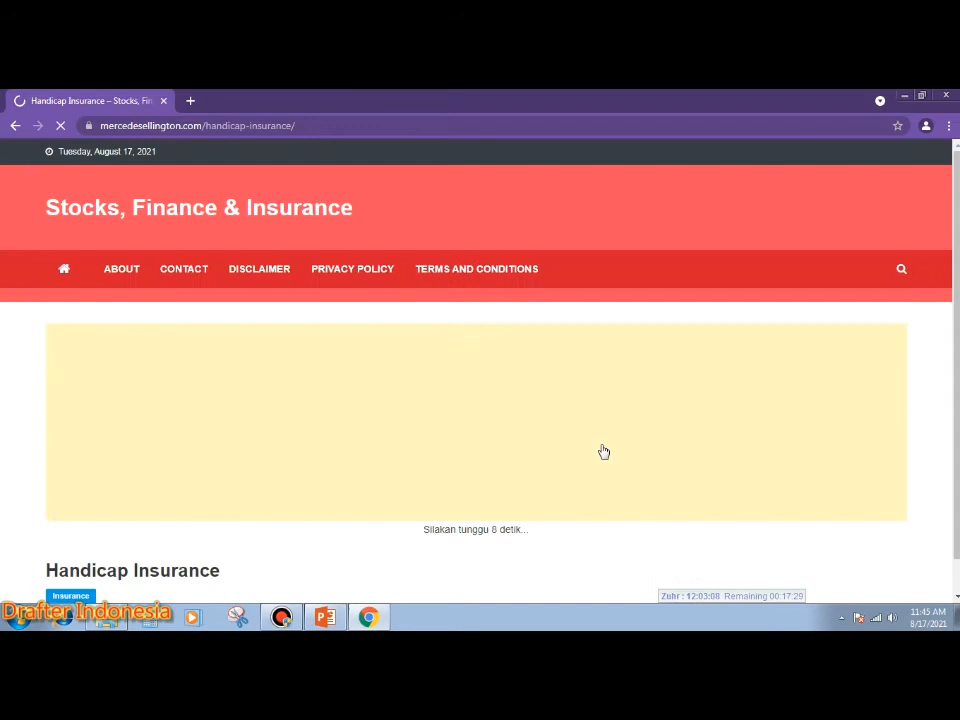 Handicap Insurance – Stocks, Fin
mercedesellington.com/handicap-insurance/
Tuesday, August 17, 2021
Stocks, Finance & Insurance
ABOUT CONTACT DISCLAIMER PRIVACY POLICY TERMS AND CONDITIONS
Silakan tunggu 8 detik...
Handicap Insurance
Insurance
Zuhr : 12:03:08 Remaining 00:17:29
Drafter Indonesia
11:45 AM
8/17/2021